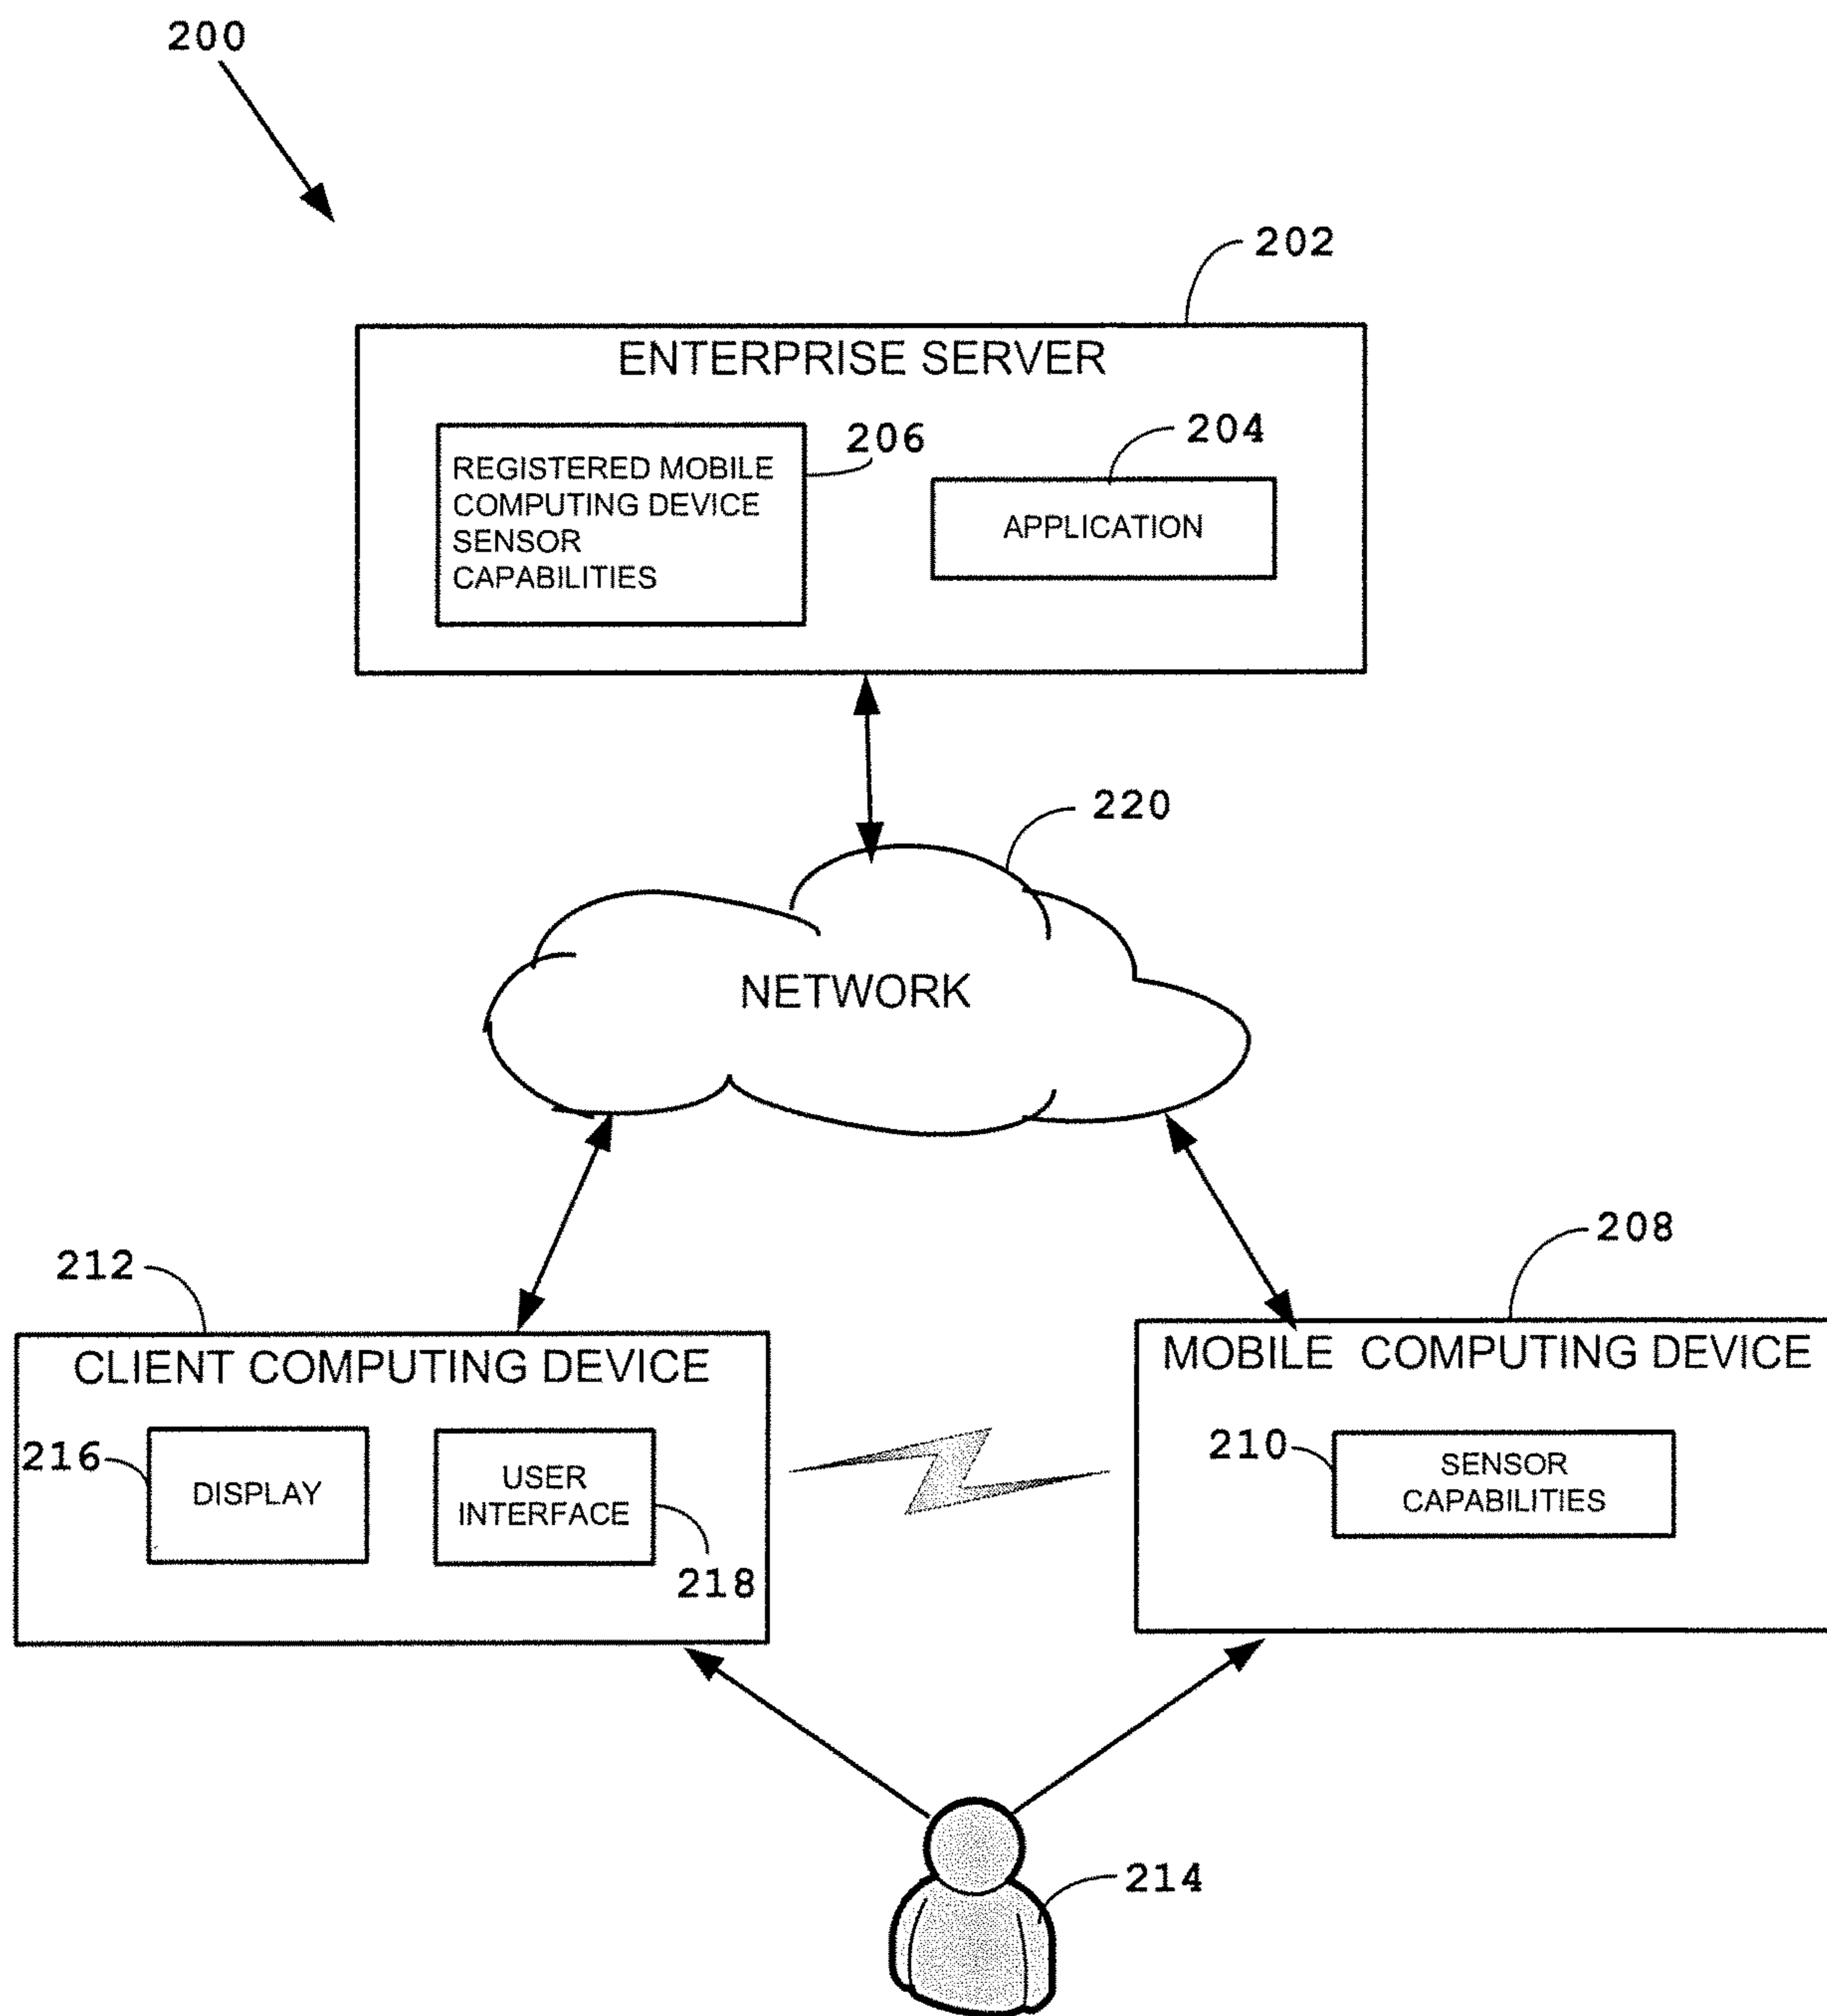 200
202
ENTERPRISE SERVER
206
204
REGISTERED MOBILE
COMPUTING DEVICE
SENSOR
CAPABILITIES
APPLICATION
220
NETWORK
212
208
CLIENT COMPUTING DEVICE
MOBILE COMPUTING DEVICE
216
DISPLAY
USER
INTERFACE
218
210
SENSOR
CAPABILITIES
214